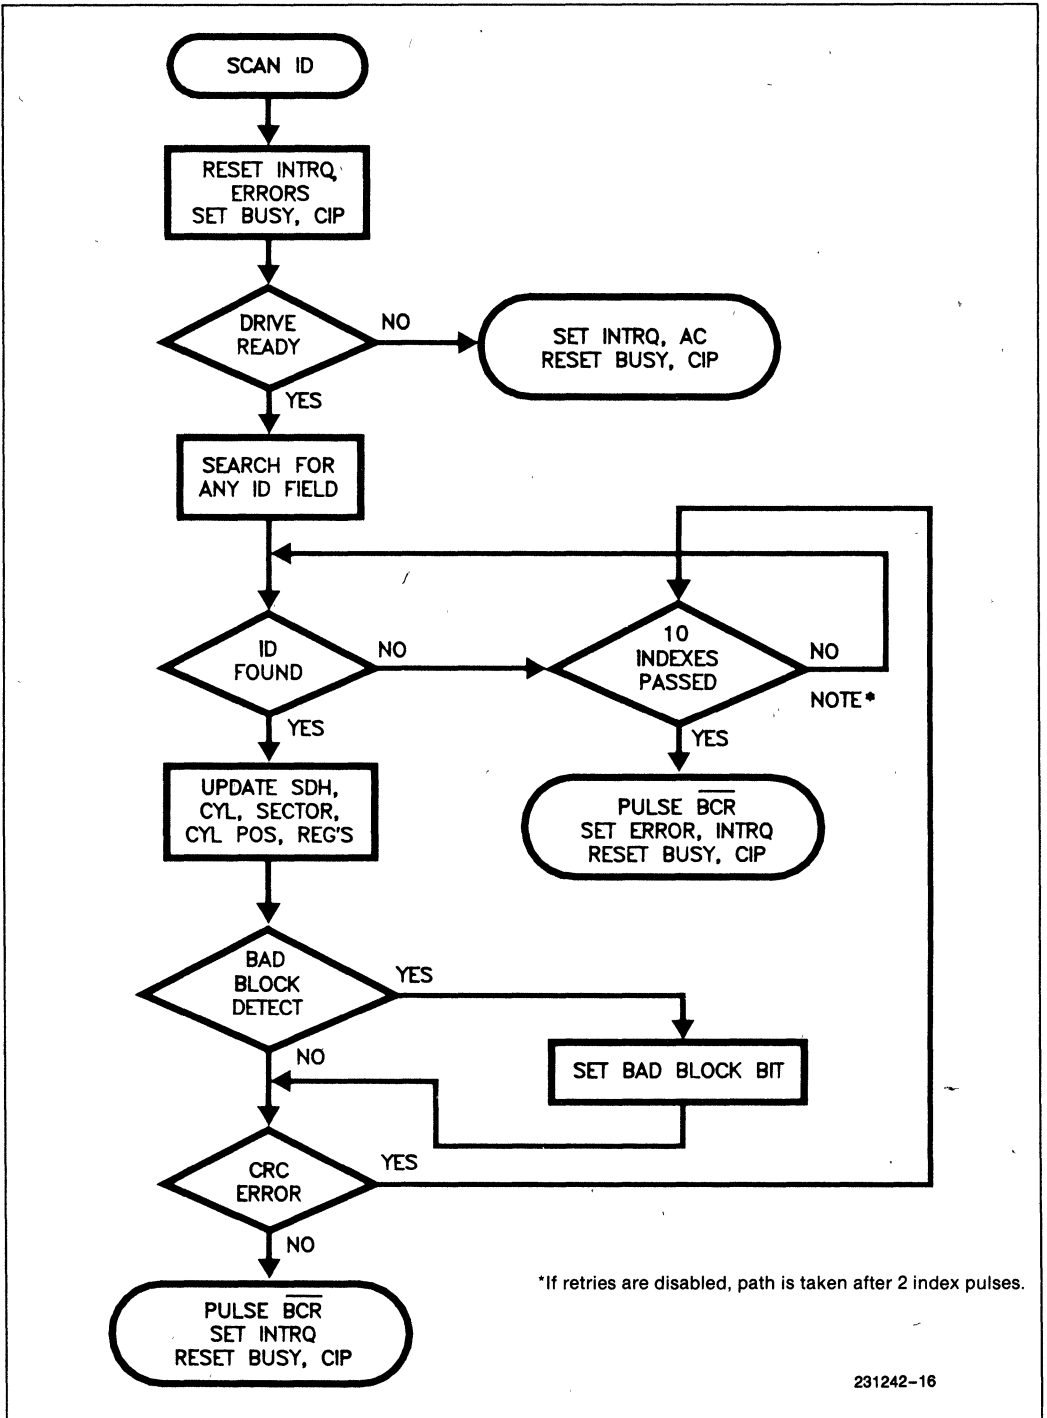 SCAN ID
RESET INTRQ,
ERRORS
SET BUSY, CIP
DRIVE
READY
NO
SET INTRQ, AC
RESET BUSY, CIP
YES
SEARCH FOR
ANY ID FIELD
ID
FOUND
NO
10
INDEXES
PASSED
NO
NOTE*
YES
YES
UPDATE SDH,
CYL, SECTOR,
CYL POS, REG'S
PULSE BCR
SET ERROR, INTRQ
RESET BUSY, CIP
BAD
BLOCK
DETECT
YES
NO
SET BAD BLOCK BIT
CRC
ERROR
YES
NO
*If retries are disabled, path is taken after 2 index pulses.
PULSE BCR
SET INTRQ
RESET BUSY, CIP
231242-16